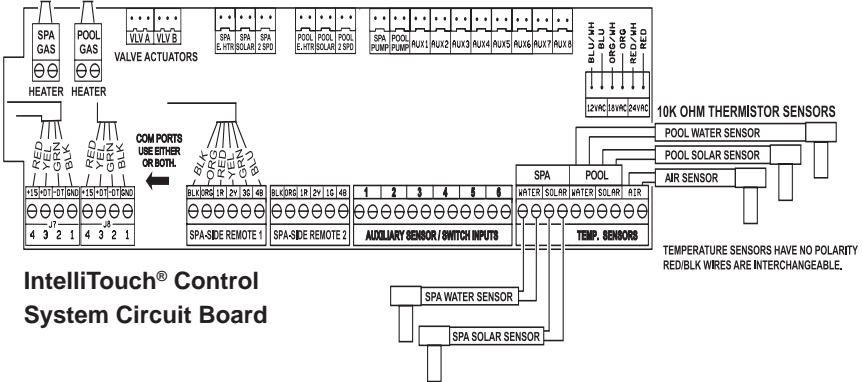 SPA GAS
POOL GAS
HEATER HEATER
VLV A VLV B
VALVE ACTUATORS
SPA E. HTR
SPA SOLAR
SPA 2 SPD
POOL E. HTR
POOL SOLAR
POOL 2 SPD
SPA PUMP
POOL PUMP
AUX1 AUX2 AUX3 AUX4 AUX5 AUX6 AUX7 AUX8
BLU/WH BLU ORG/WH ORG RED/WH RED
12VAC 18VAC 24VAC
10K OHM THERMISTOR SENSORS
POOL WATER SENSOR
POOL SOLAR SENSOR
AIR SENSOR
COM PORTS
USE EITHER
OR BOTH.
RED YEL GRN BLK
RED YEL GRN BLK
BLK ORG RED YEL GRN BLU
SPA POOL
WATER SOLAR WATER SOLAR AIR
+15 +DT -DT GND +15 +DT -DT GND
J7 J8
4 3 2 1 4 3 2 1
BLK ORG 1R 2Y 3G 4B
SPA-SIDE REMOTE 1
BLK ORG 1R 2Y 1G 4B
SPA-SIDE REMOTE 2
1 2 3 4 5 6
AUXILIARY SENSOR / SWITCH INPUTS
TEMP. SENSORS
TEMPERATURE SENSORS HAVE NO POLARITY
RED/BLK WIRES ARE INTERCHANGEABLE.
SPA WATER SENSOR
SPA SOLAR SENSOR
IntelliTouch® Control
System Circuit Board